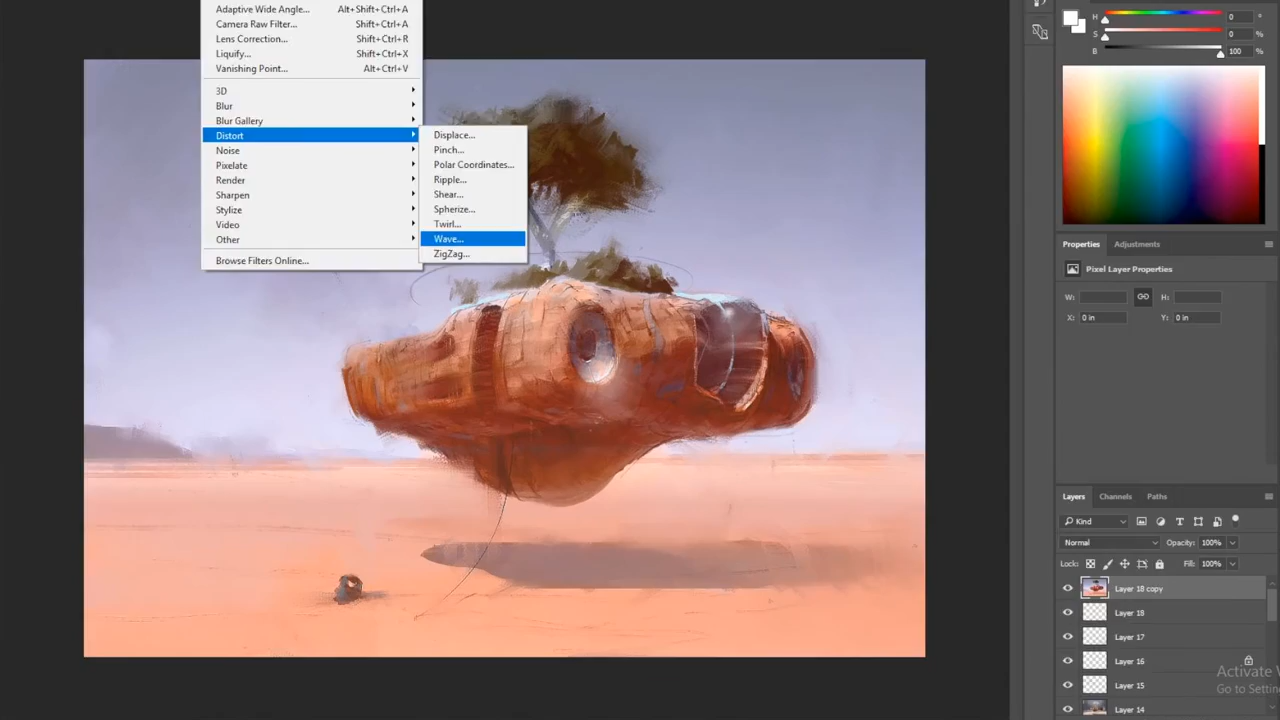 Adaptive Wide Angle... Alt+Shift+Ctrl+A
Camera Raw Filter... Shift+Ctrl+A
Lens Correction... Shift+Ctrl+R
Liquify... Shift+Ctrl+X
Vanishing Point... Alt+Ctrl+V
3D
Blur
Blur Gallery
Distort
Noise
Pixelate
Render
Sharpen
Stylize
Video
Other
Browse Filters Online...
Displace...
Pinch...
Polar Coordinates...
Ripple...
Shear...
Spherize...
Twirl...
Wave...
ZigZag...
H 0 °
S 0 %
B 100 %
Properties Adjustments
Pixel Layer Properties
W: H:
X: 0 in Y: 0 in
Layers Channels Paths
Kind
Normal Opacity: 100%
Lock: Fill: 100%
Layer 18 copy
Layer 18
Layer 17
Layer 16
Layer 15
Layer 14
Activate
Go to Settin